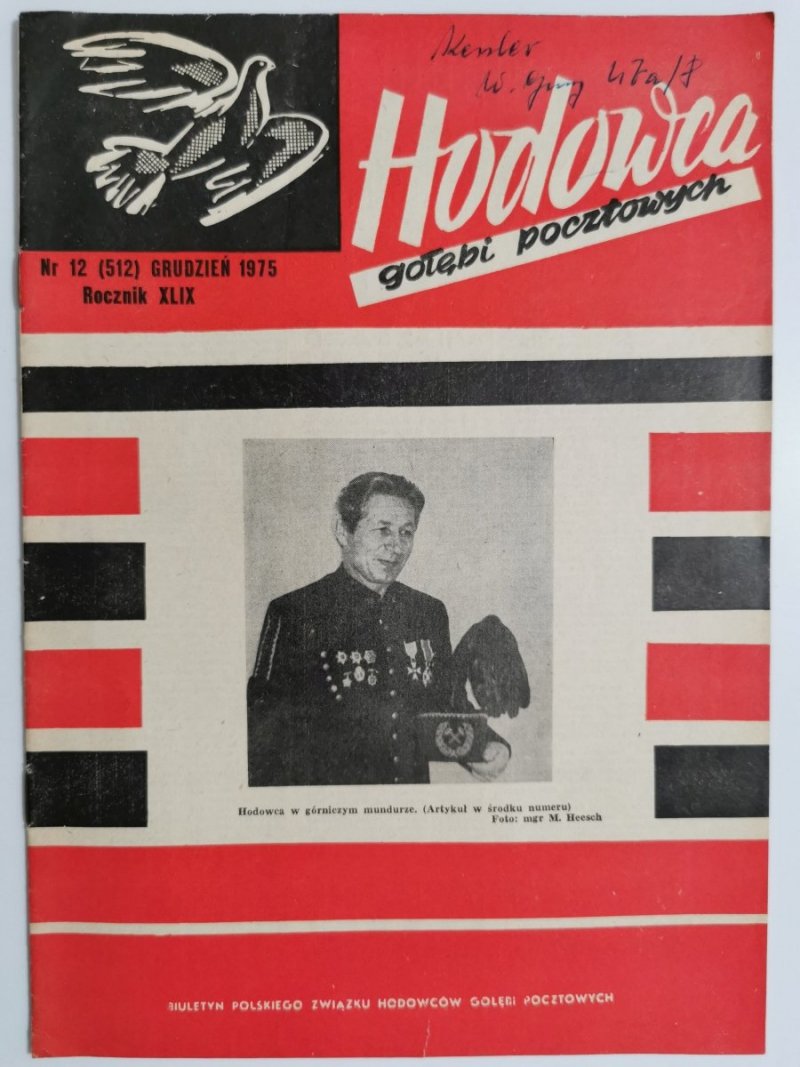 Kessler
Hodowca
gołębi pocztowych
Nr 12 (512) GRUDZIEŃ 1975
Rocznik XLIX
Hodowca w górniczym mundurze. (Artykuł w środku numeru)
Foto: mgr M. Heesch
BIULETYN POLSKIEGO ZWIĄZKU HODOWCÓW GOŁĘBI POCZTOWYCH